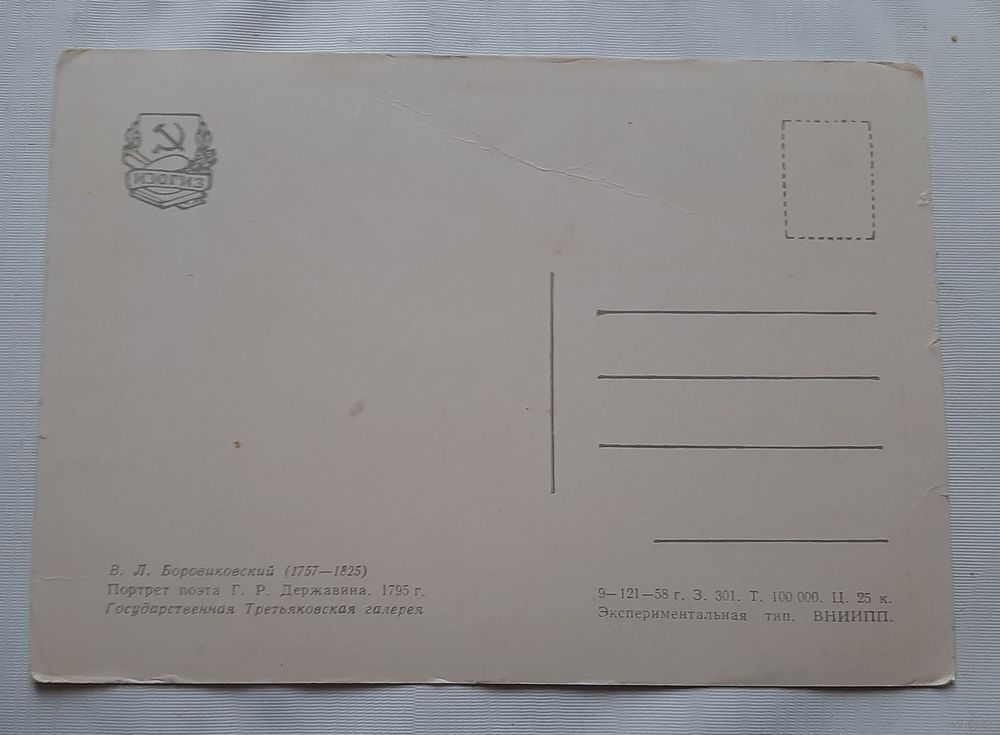 ИЗОГИЗ
В. Л. Боровиковский (1757—1825)
Портрет поэта Г. Р. Державина. 1795 г.
Государственная Третьяковская галерея
9—121—58 г. З. 301. Т. 100 000. Ц. 25 к.
Экспериментальная тип. ВНИИПП.